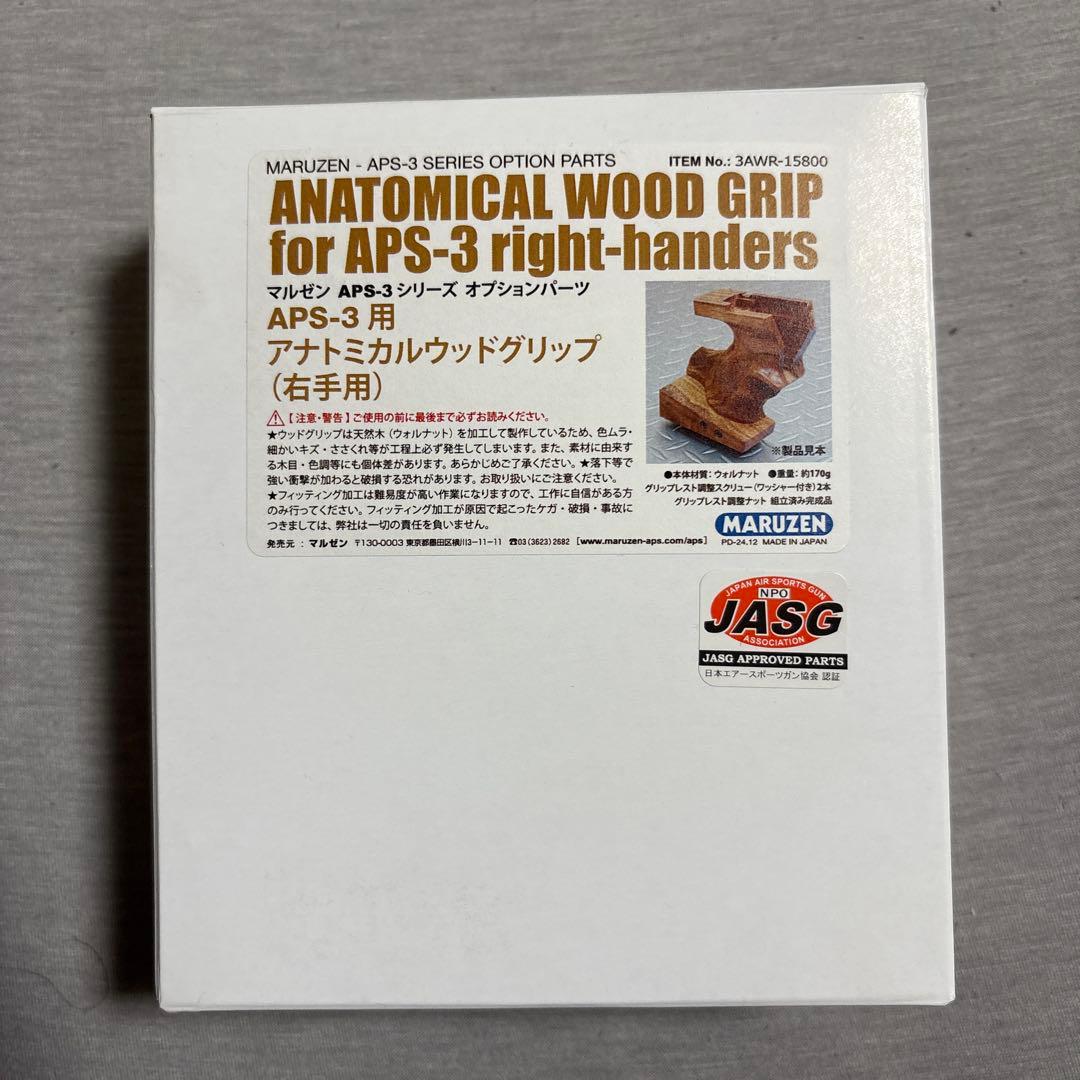 MARUZEN - APS-3 SERIES OPTION PARTS ITEM No.: 3AWR-15800
ANATOMICAL WOOD GRIP
for APS-3 right-handers
マルゼン APS-3 シリーズ オプションパーツ
APS-3 用
アナトミカルウッドグリップ
（右手用）
【 注意・警告 】ご使用の前に最後まで必ずお読みください。
★ウッドグリップは天然木（ウォルナット）を加工して製作しているため、色ムラ・
細かいキズ・ささくれ等が工程上必ず発生してしまいます。また、素材に由来す
る木目・色調等にも個体差があります。あらかじめご了承ください。★落下等で
強い衝撃が加わると破損する恐れがあります。お取り扱いにご注意ください。
★フィッティング加工は難易度が高い作業になりますので、工作に自信がある方
のみ行ってください。フィッティング加工が原因で起こったケガ・破損・事故に
つきましては、弊社は一切の責任を負いません。
※製品見本
●本体材質：ウォルナット ●重量：約170g
グリップレスト調整スクリュー（ワッシャー付き）2本
グリップレスト調整ナット 組立済み完成品
MARUZEN
PD-24.12 MADE IN JAPAN
発売元 ： マルゼン 〒130-0003 東京都墨田区横川3-11-11 ☎03 (3623) 2682 [www.maruzen-aps.com/aps]
JAPAN AIR SPORTS GUN
NPO
JASG
ASSOCIATION
JASG APPROVED PARTS
日本エアースポーツガン協会 認証